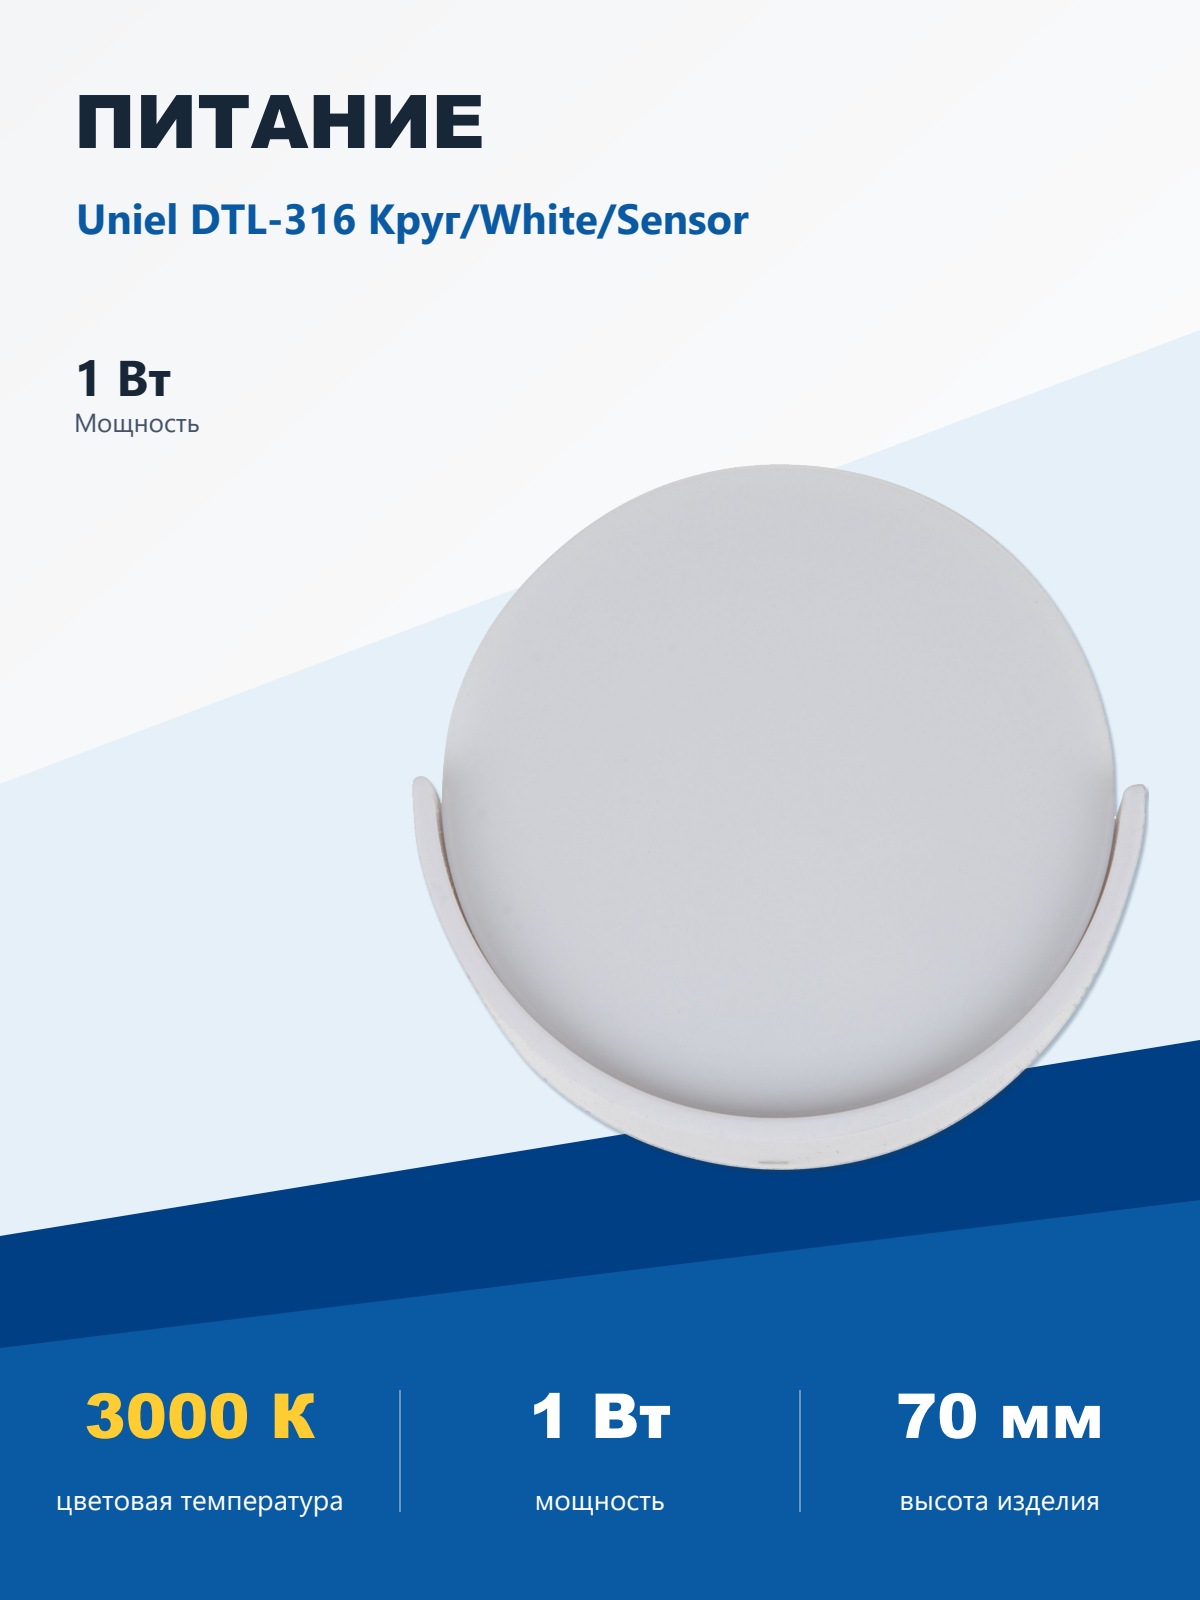 ПИТАНИЕ
Uniel DTL-316 Круг/White/Sensor
1 Вт
Мощность
3000 К
цветовая температура
1 Вт
мощность
70 мм
высота изделия